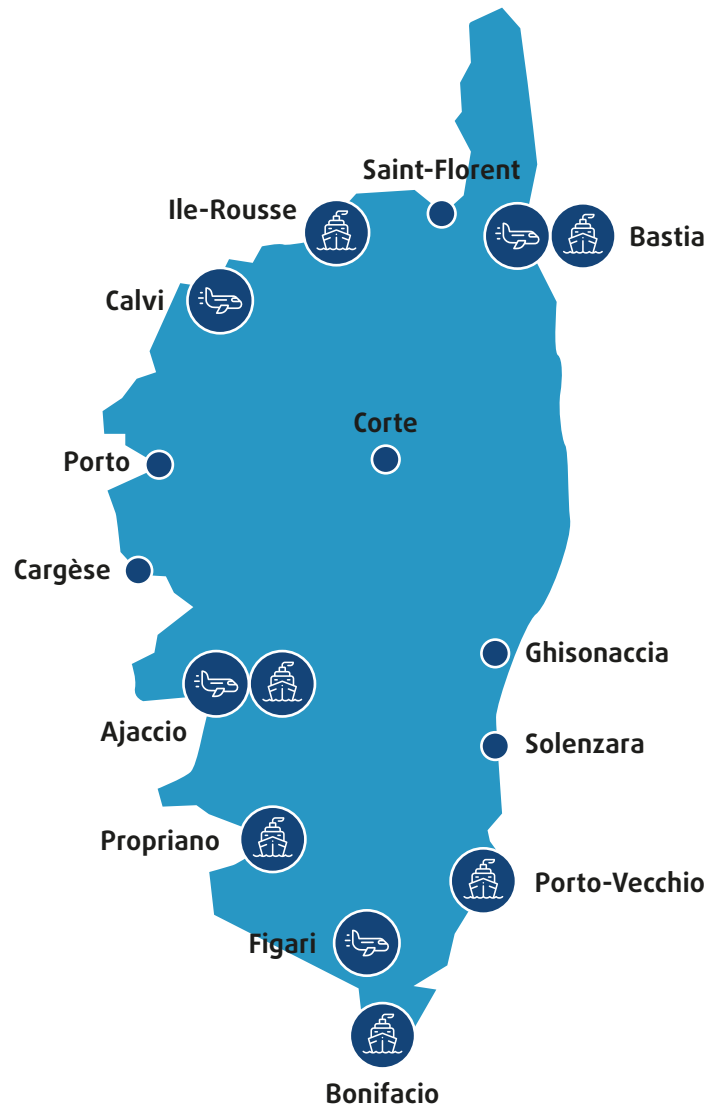 Saint-Florent
Ile-Rousse
Bastia
Calvi
Corte
Porto
Cargèse
Ghisonaccia
Ajaccio
Solenzara
Propriano
Porto-Vecchio
Figari
Bonifacio